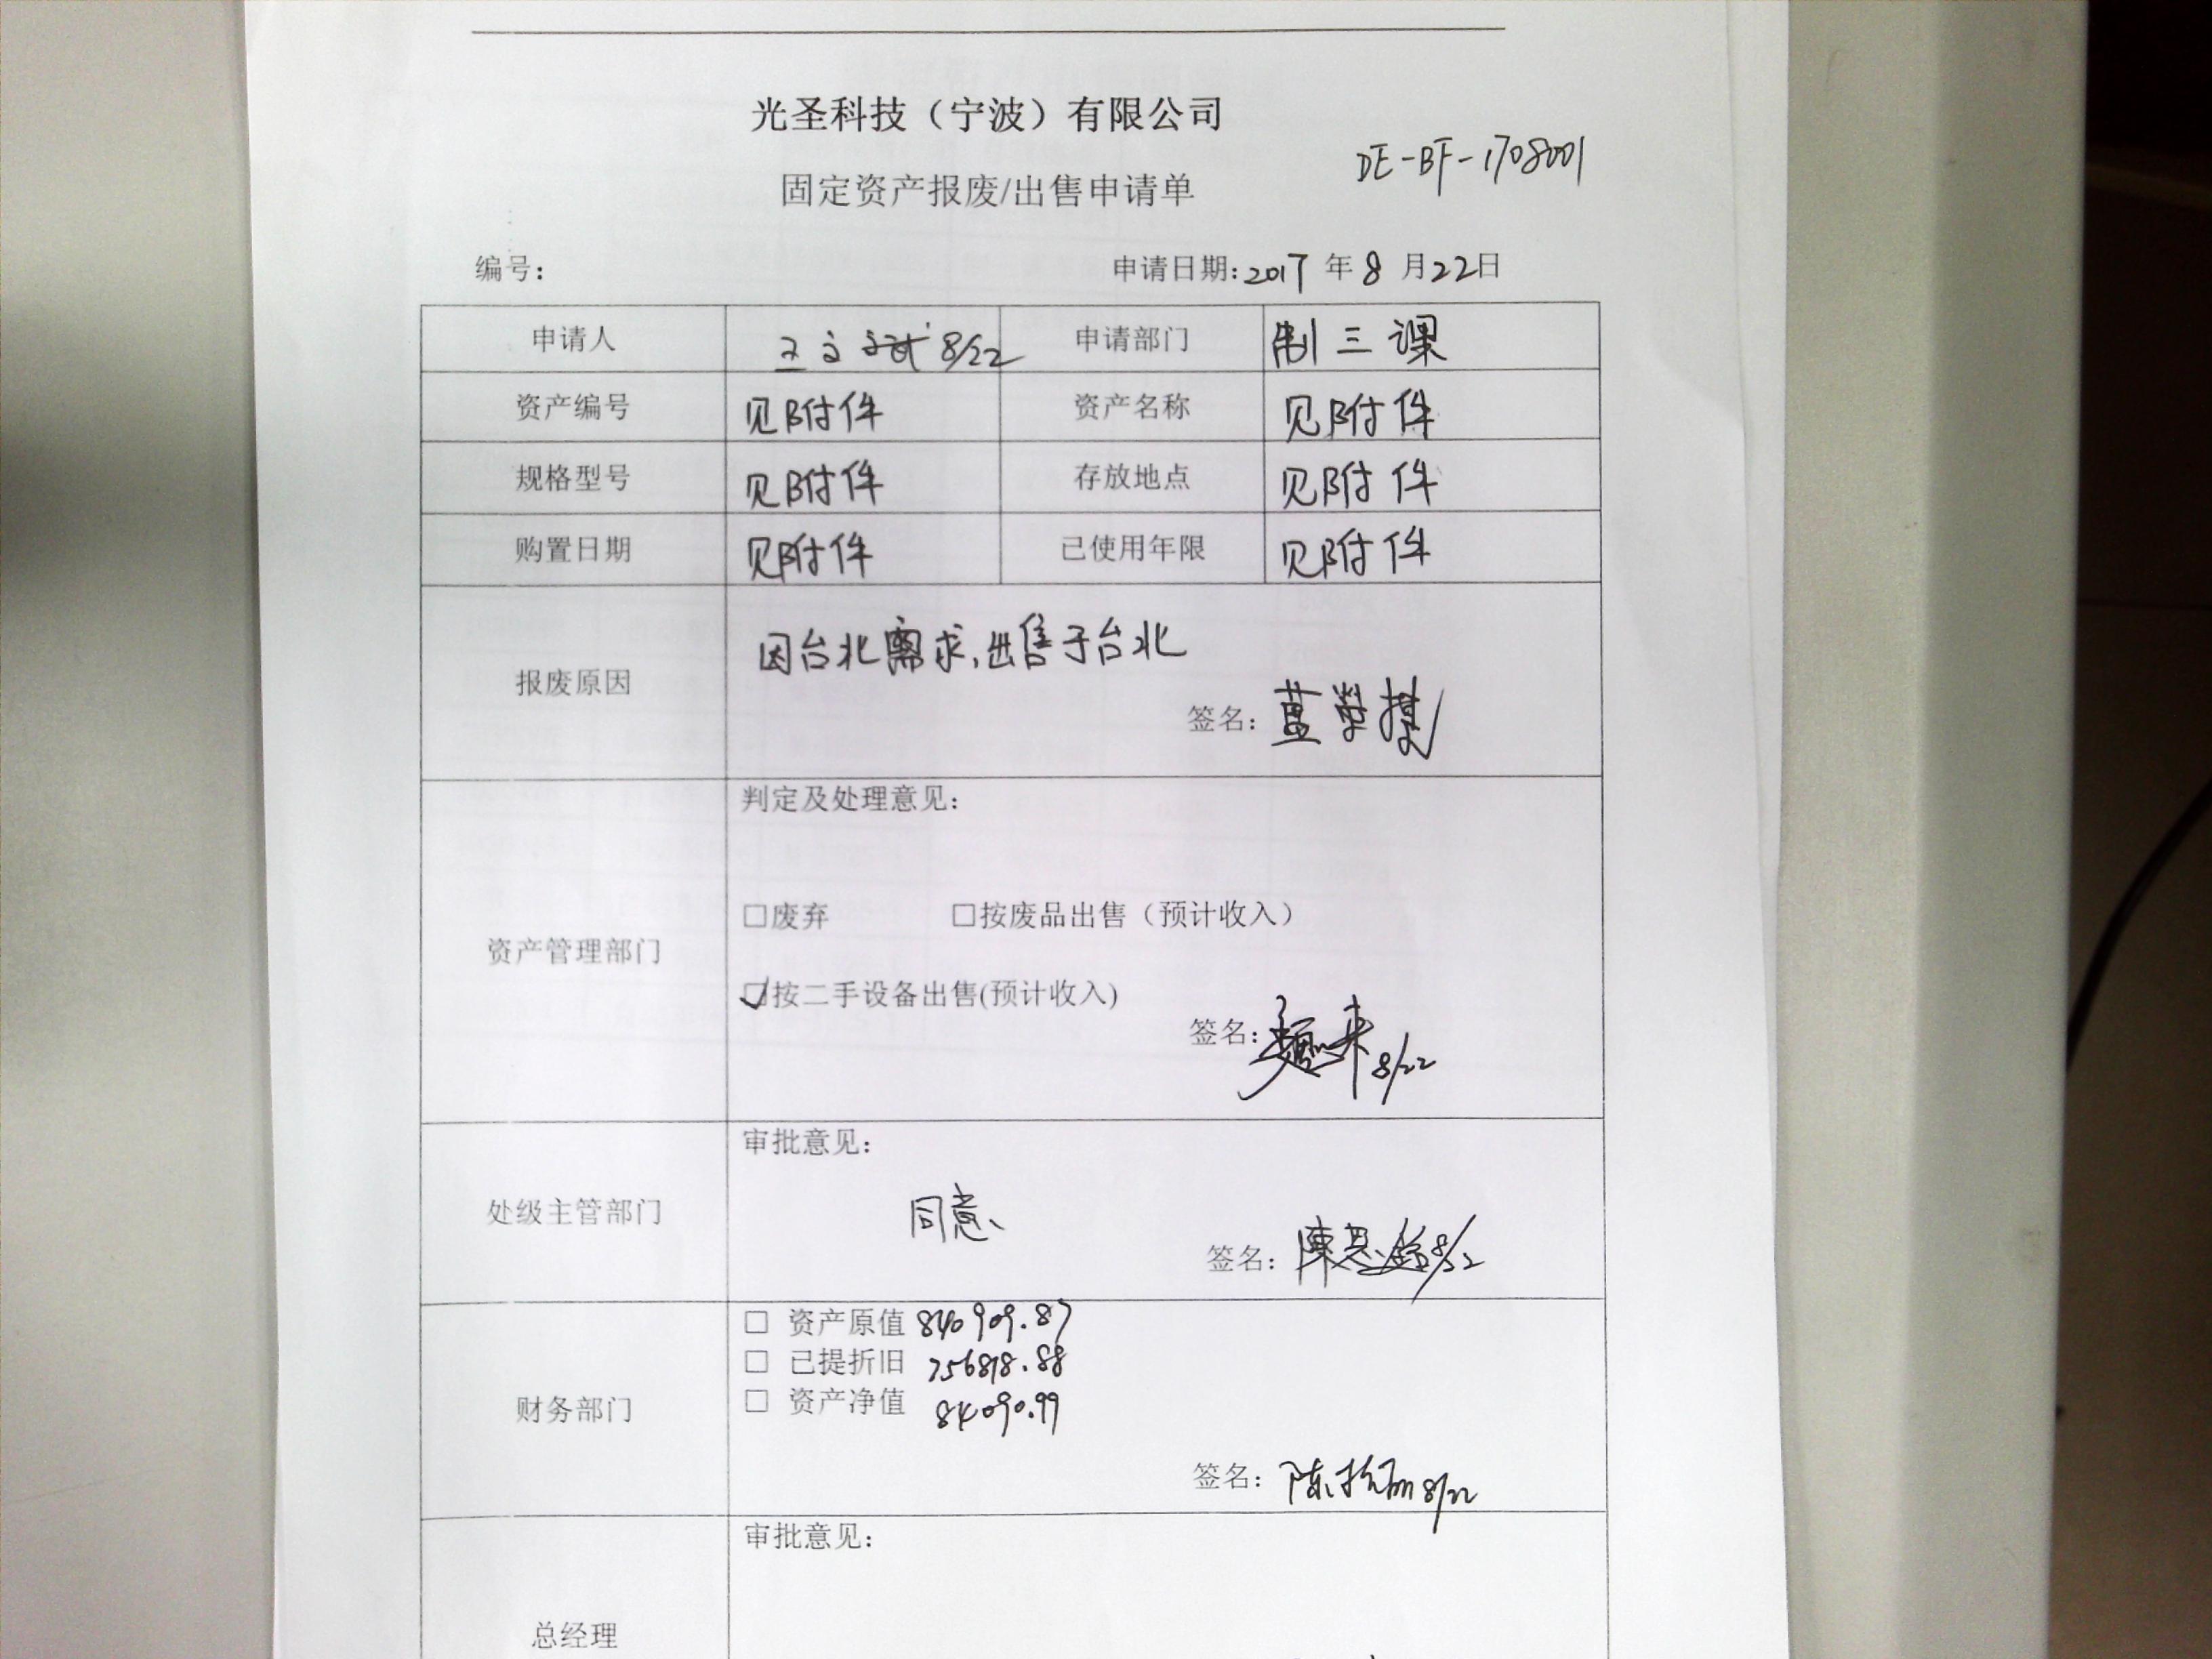 光圣科技（宁波）有限公司
DE-BF-1708001
固定资产报废/出售申请单
编号：
申请日期：2017 年 8 月 22 日
申请人 王文 8/22 申请部门 制三课
资产编号 见附件 资产名称 见附件
规格型号 见附件 存放地点 见附件
购置日期 见附件 已使用年限 见附件
因台北需求，出售于台北
报废原因
签名：
判定及处理意见：
□废弃 □按废品出售（预计收入）
资产管理部门
☑按二手设备出售(预计收入)
签名： 8/22
审批意见：
同意、
处级主管部门
签名： 8/22
□ 资产原值 840909.87
□ 已提折旧 756818.88
□ 资产净值 84090.99
财务部门
签名： 8/22
审批意见：
总经理